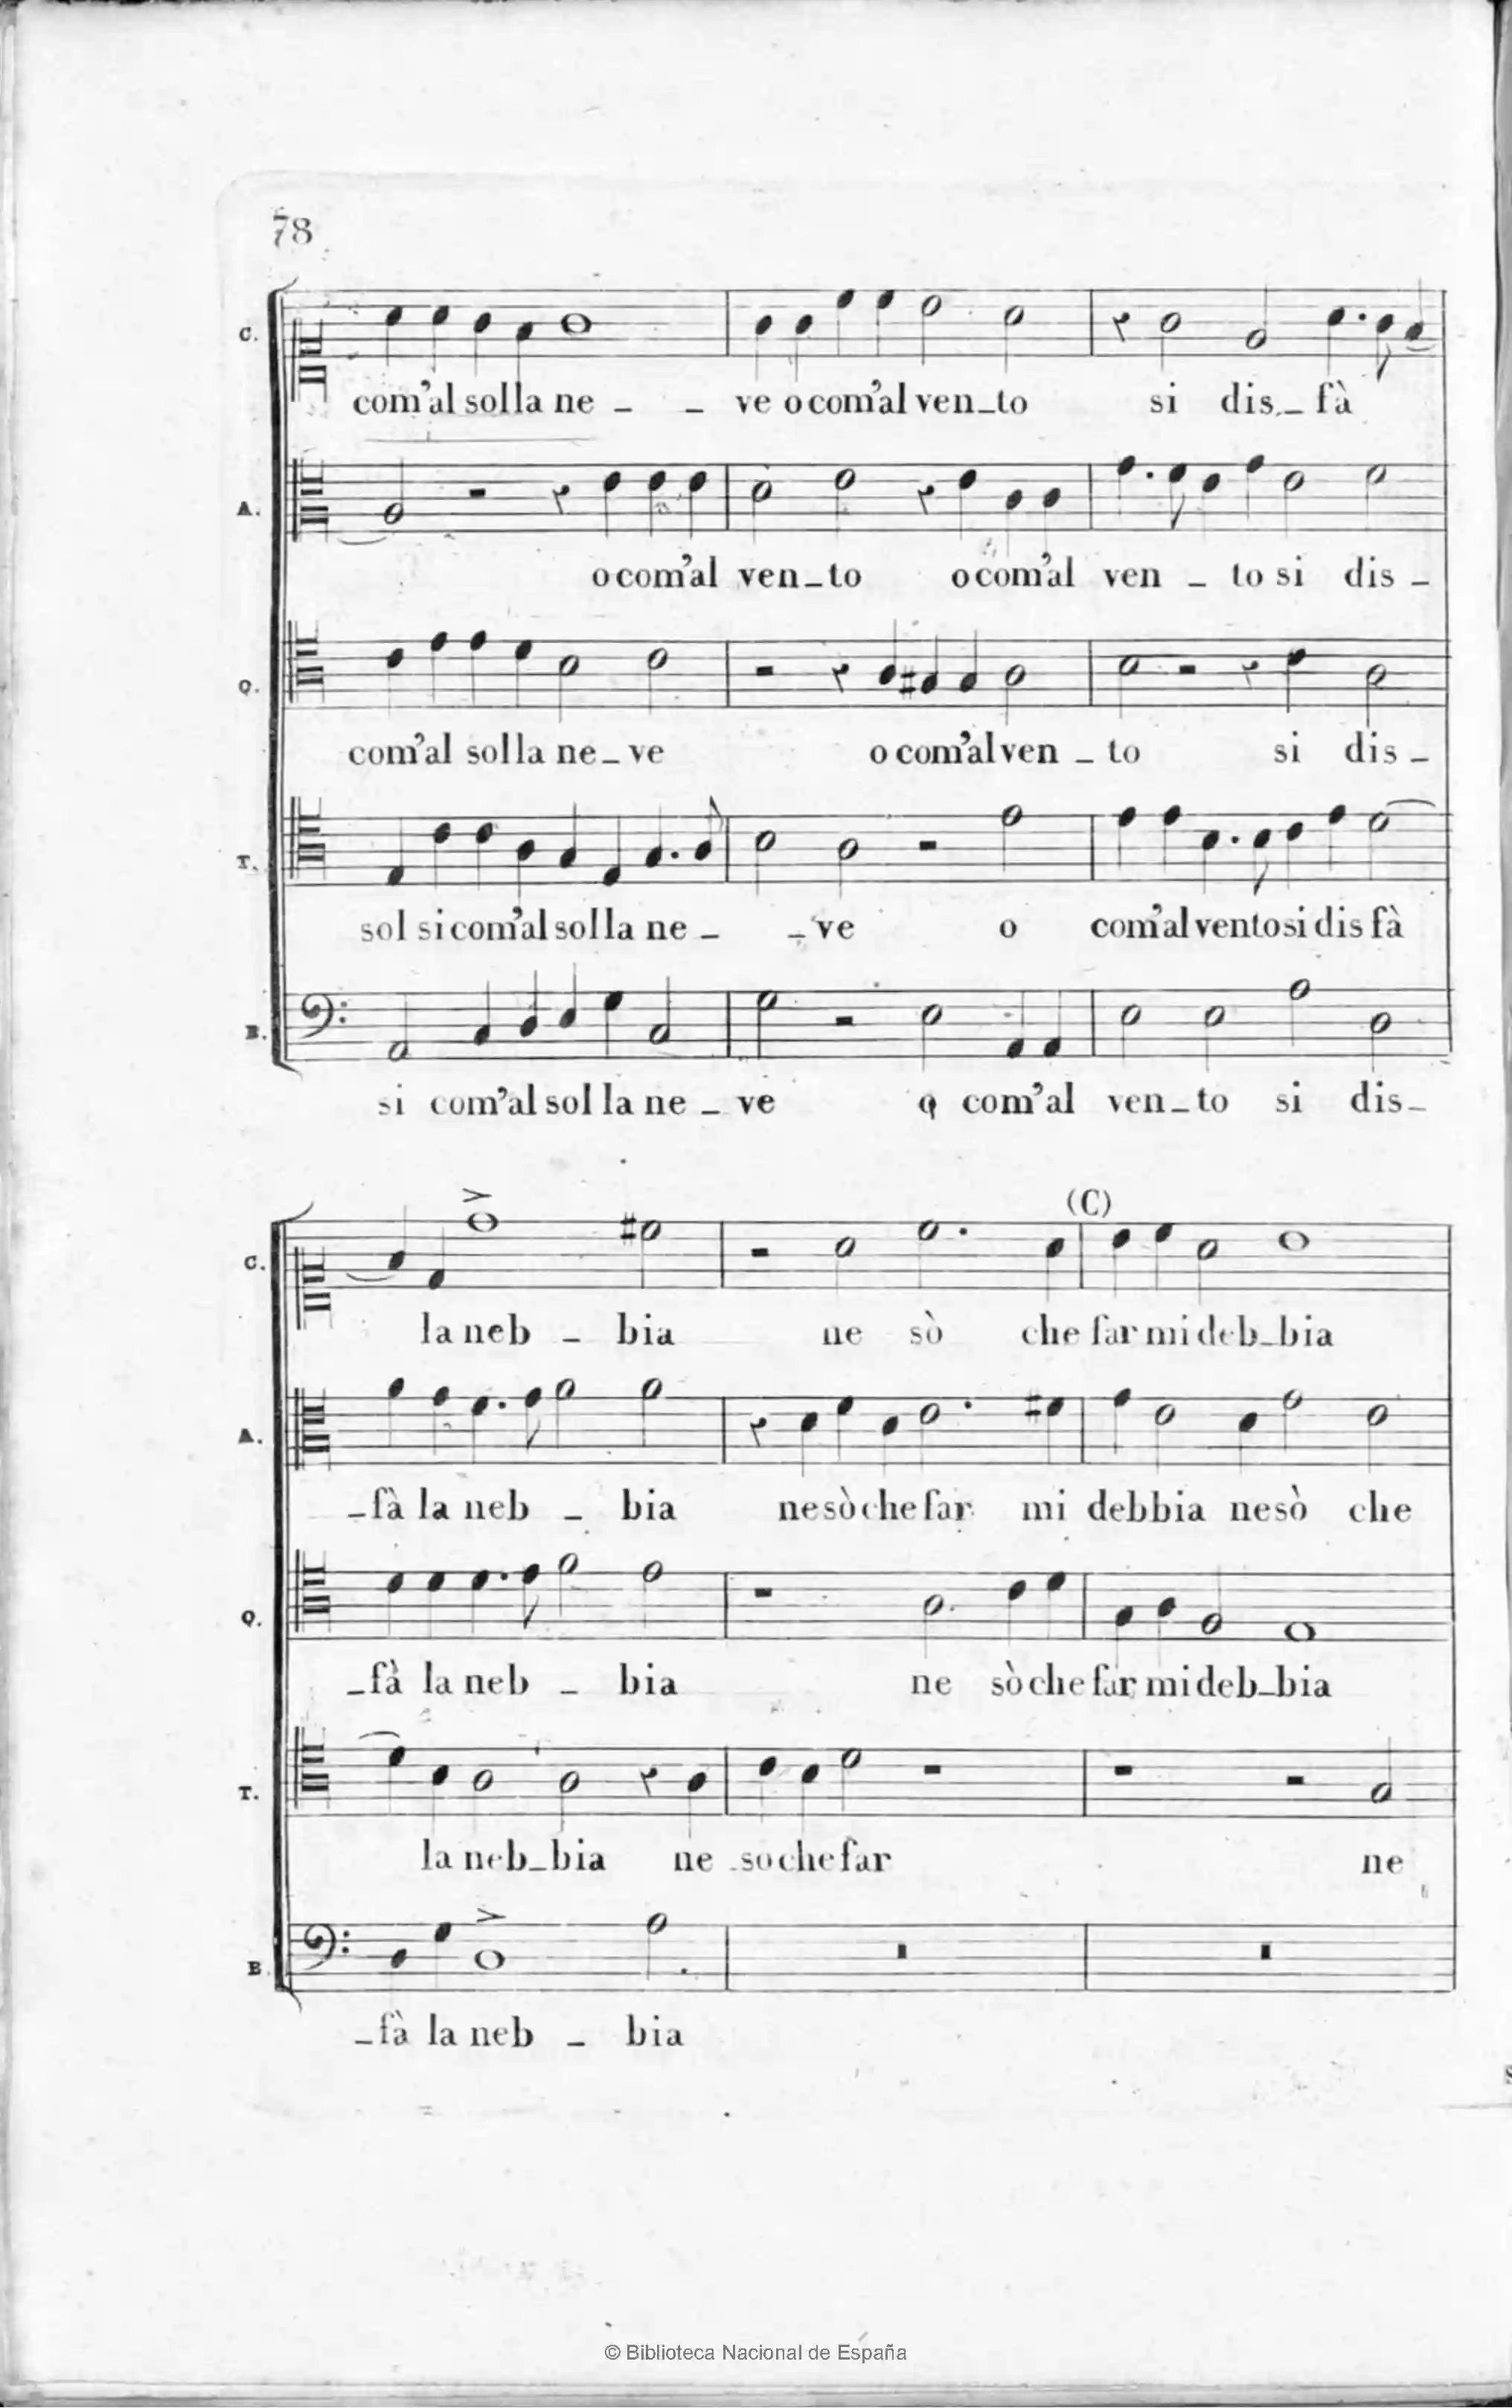 78
C.
com'al sol la ne _ _ ve o com'al ven_to si dis._ fà
A.
o com'al ven_to o com'al ven _ to si dis _
Q.
com'al sol la ne_ve o com'al ven _ to si dis _
T.
sol si com'al sol la ne _ _ ve o com'al vento si dis fà
B.
si com'al sol la ne _ ve o com'al ven_to si dis_
(C)
C.
la neb _ bia ne sò che far mi deb_bia
A.
_fà la neb _ bia ne sò che far mi debbia ne sò che
Q.
_fà la neb _ bia ne sò che far mi deb_bia
T.
la neb_bia ne so che far ne
B
_fà la neb _ bia
© Biblioteca Nacional de España